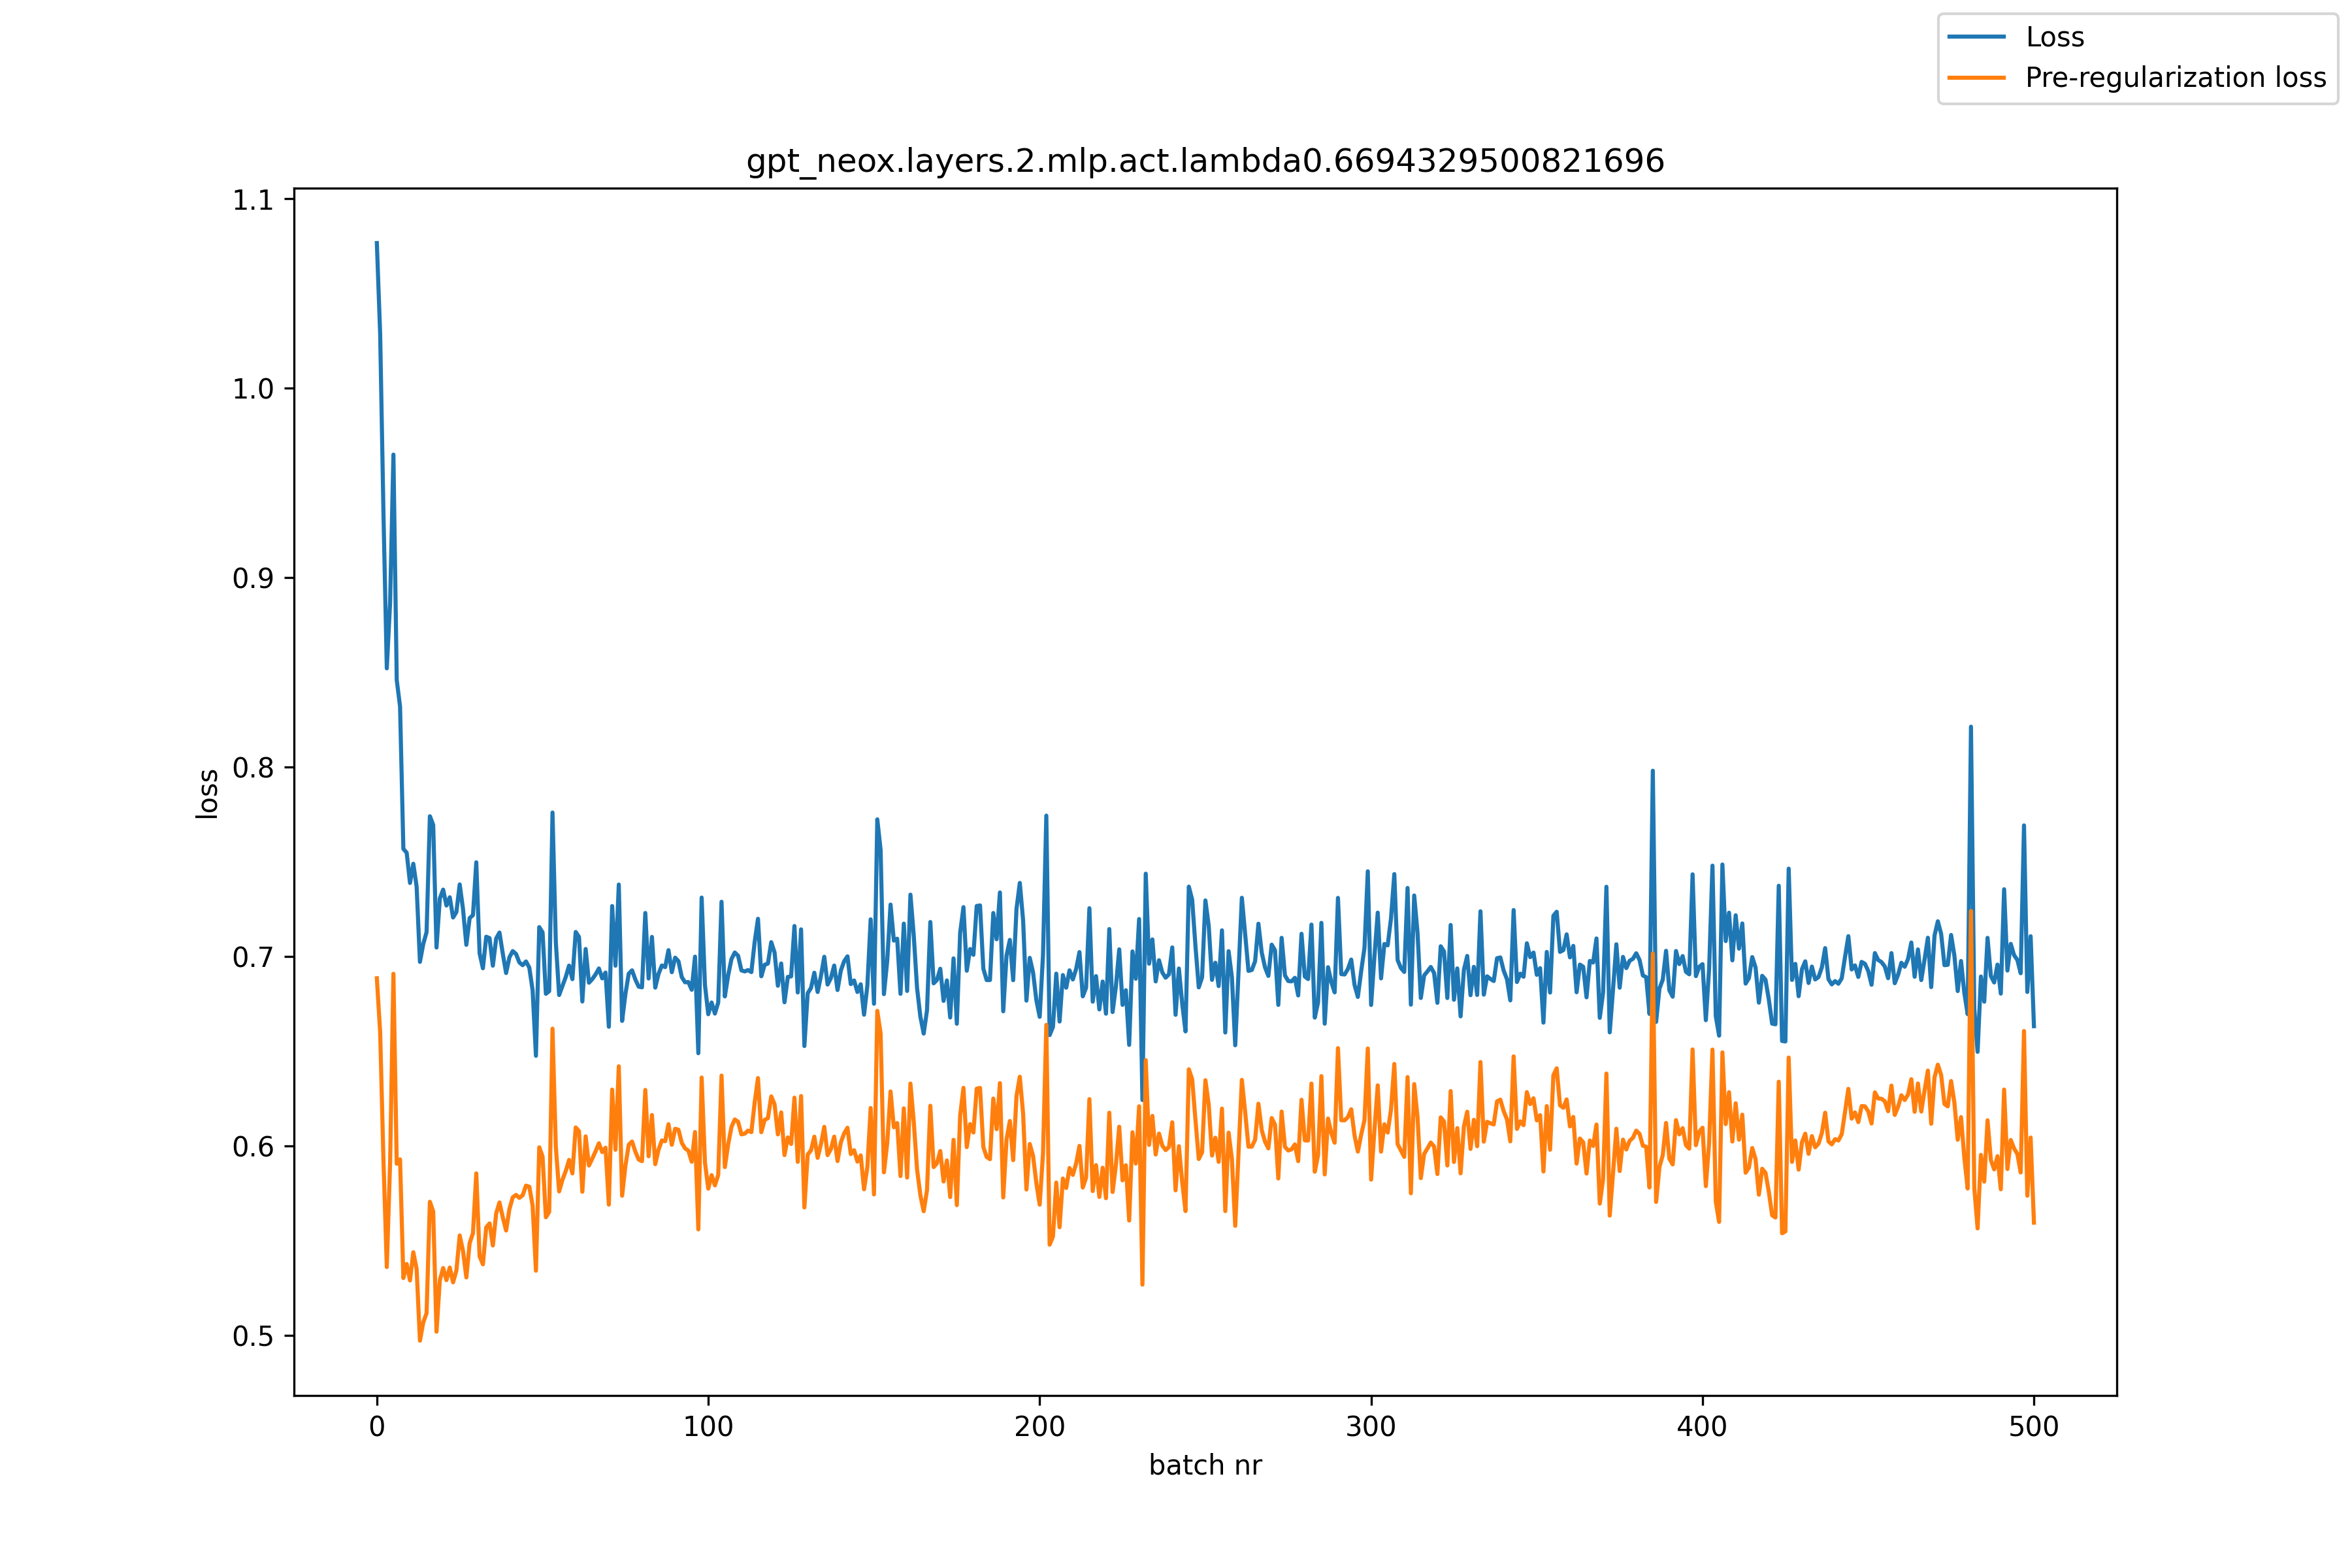 Loss
Pre-regularization loss
gpt_neox.layers.2.mlp.act.lambda0.6694329500821696
1.1
1.0
0.9
0.8
0.7
0.6
0.5
loss
0 100 200 300 400 500
batch nr